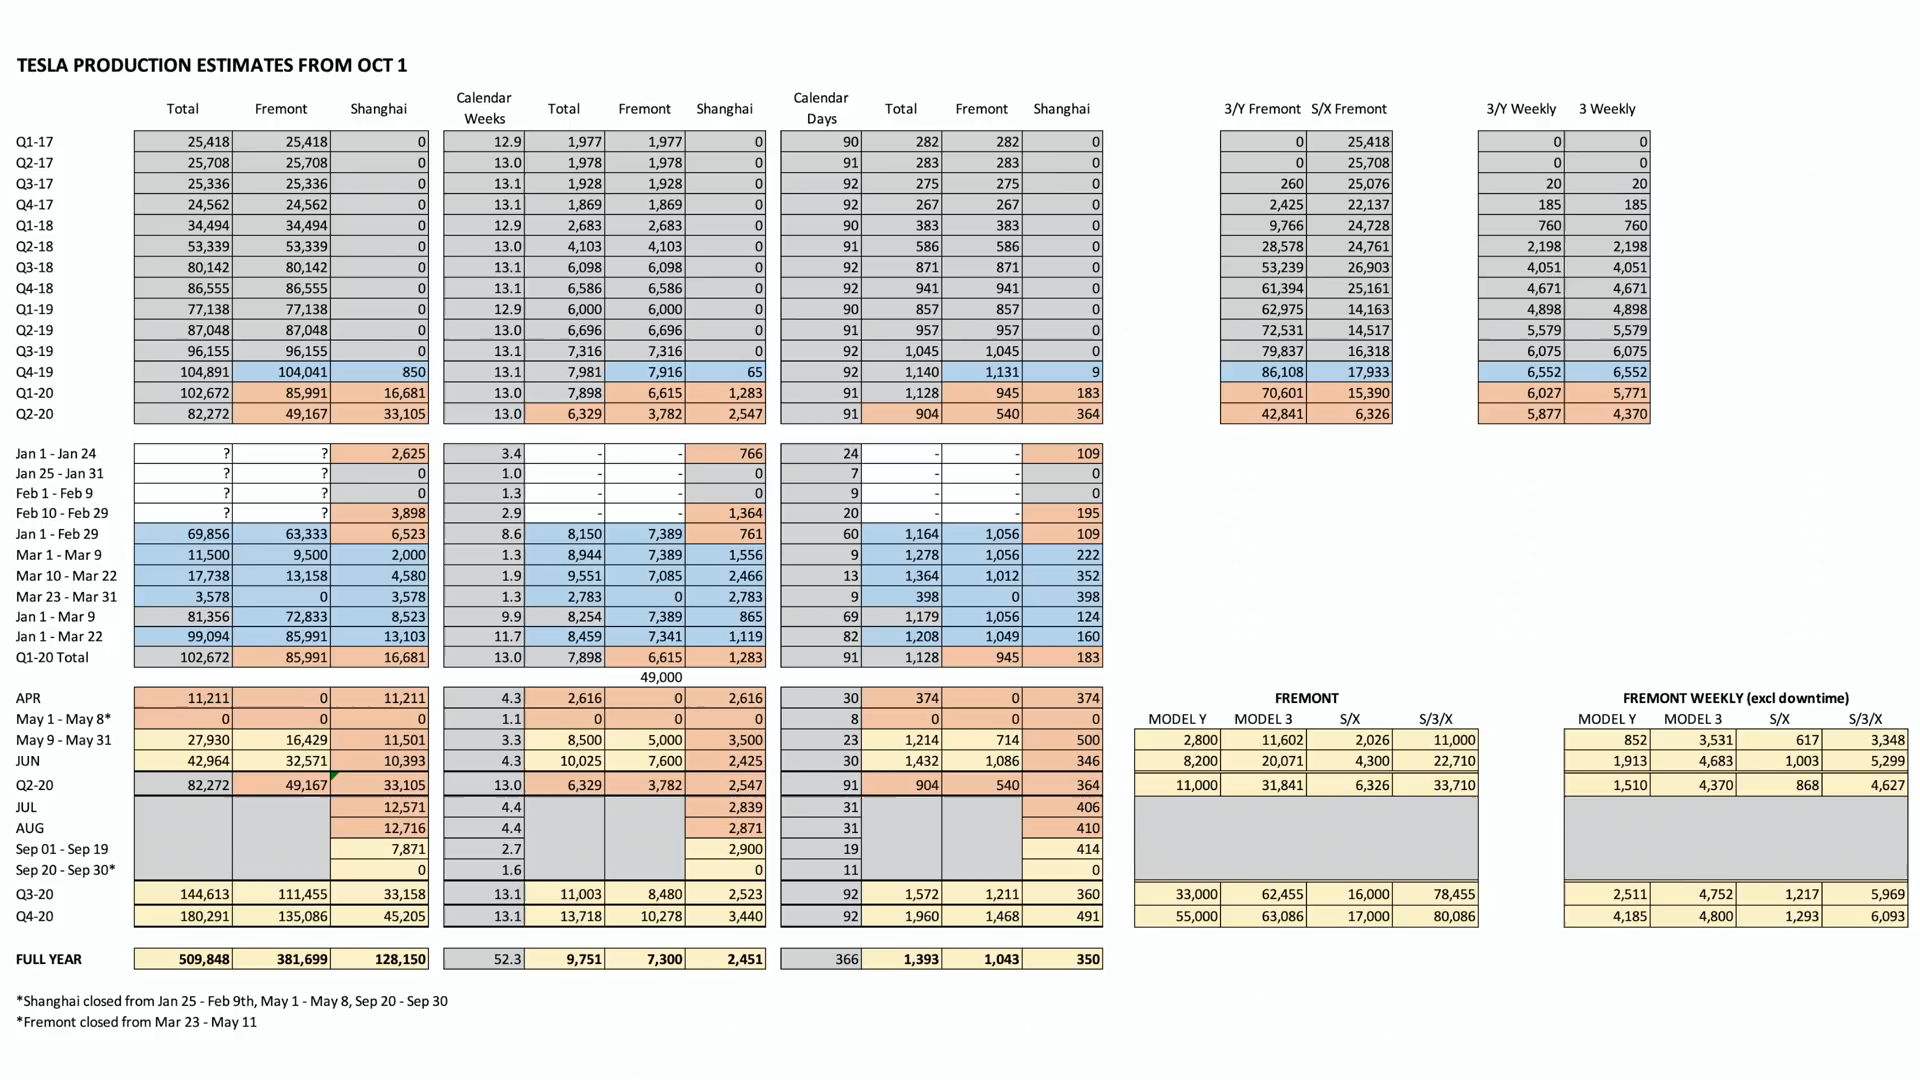 TESLA PRODUCTION ESTIMATES FROM OCT 1
Total Fremont Shanghai Calendar Weeks Total Fremont Shanghai Calendar Days Total Fremont Shanghai 3/Y Fremont S/X Fremont 3/Y Weekly 3 Weekly
Q1-17 25,418 25,418 0 12.9 1,977 1,977 0 90 282 282 0 0 25,418 0 0
Q2-17 25,708 25,708 0 13.0 1,978 1,978 0 91 283 283 0 0 25,708 0 0
Q3-17 25,336 25,336 0 13.1 1,928 1,928 0 92 275 275 0 260 25,076 20 20
Q4-17 24,562 24,562 0 13.1 1,869 1,869 0 92 267 267 0 2,425 22,137 185 185
Q1-18 34,494 34,494 0 12.9 2,683 2,683 0 90 383 383 0 9,766 24,728 760 760
Q2-18 53,339 53,339 0 13.0 4,103 4,103 0 91 586 586 0 28,578 24,761 2,198 2,198
Q3-18 80,142 80,142 0 13.1 6,098 6,098 0 92 871 871 0 53,239 26,903 4,051 4,051
Q4-18 86,555 86,555 0 13.1 6,586 6,586 0 92 941 941 0 61,394 25,161 4,671 4,671
Q1-19 77,138 77,138 0 12.9 6,000 6,000 0 90 857 857 0 62,975 14,163 4,898 4,898
Q2-19 87,048 87,048 0 13.0 6,696 6,696 0 91 957 957 0 72,531 14,517 5,579 5,579
Q3-19 96,155 96,155 0 13.1 7,316 7,316 0 92 1,045 1,045 0 79,837 16,318 6,075 6,075
Q4-19 104,891 104,041 850 13.1 7,981 7,916 65 92 1,140 1,131 9 86,108 17,933 6,552 6,552
Q1-20 102,672 85,991 16,681 13.0 7,898 6,615 1,283 91 1,128 945 183 70,601 15,390 6,027 5,771
Q2-20 82,272 49,167 33,105 13.0 6,329 3,782 2,547 91 904 540 364 42,841 6,326 5,877 4,370
Jan 1 - Jan 24 ? ? 2,625 3.4 - - 766 24 - - 109
Jan 25 - Jan 31 ? ? 0 1.0 - - 0 7 - - 0
Feb 1 - Feb 9 ? ? 0 1.3 - - 0 9 - - 0
Feb 10 - Feb 29 ? ? 3,898 2.9 - - 1,364 20 - - 195
Jan 1 - Feb 29 69,856 63,333 6,523 8.6 8,150 7,389 761 60 1,164 1,056 109
Mar 1 - Mar 9 11,500 9,500 2,000 1.3 8,944 7,389 1,556 9 1,278 1,056 222
Mar 10 - Mar 22 17,738 13,158 4,580 1.9 9,551 7,085 2,466 13 1,364 1,012 352
Mar 23 - Mar 31 3,578 0 3,578 1.3 2,783 0 2,783 9 398 0 398
Jan 1 - Mar 9 81,356 72,833 8,523 9.9 8,254 7,389 865 69 1,179 1,056 124
Jan 1 - Mar 22 99,094 85,991 13,103 11.7 8,459 7,341 1,119 82 1,208 1,049 160
Q1-20 Total 102,672 85,991 16,681 13.0 7,898 6,615 1,283 91 1,128 945 183
49,000
APR 11,211 0 11,211 4.3 2,616 0 2,616 30 374 0 374 FREMONT FREMONT WEEKLY (excl downtime)
May 1 - May 8* 0 0 0 1.1 0 0 0 8 0 0 0 MODEL Y MODEL 3 S/X S/3/X MODEL Y MODEL 3 S/X S/3/X
May 9 - May 31 27,930 16,429 11,501 3.3 8,500 5,000 3,500 23 1,214 714 500 2,800 11,602 2,026 11,000 852 3,531 617 3,348
JUN 42,964 32,571 10,393 4.3 10,025 7,600 2,425 30 1,432 1,086 346 8,200 20,071 4,300 22,710 1,913 4,683 1,003 5,299
Q2-20 82,272 49,167 33,105 13.0 6,329 3,782 2,547 91 904 540 364 11,000 31,841 6,326 33,710 1,510 4,370 868 4,627
JUL 12,571 4.4 2,839 31 406
AUG 12,716 4.4 2,871 31 410
Sep 01 - Sep 19 7,871 2.7 2,900 19 414
Sep 20 - Sep 30* 0 1.6 0 11 0
Q3-20 144,613 111,455 33,158 13.1 11,003 8,480 2,523 92 1,572 1,211 360 33,000 62,455 16,000 78,455 2,511 4,752 1,217 5,969
Q4-20 180,291 135,086 45,205 13.1 13,718 10,278 3,440 92 1,960 1,468 491 55,000 63,086 17,000 80,086 4,185 4,800 1,293 6,093
FULL YEAR 509,848 381,699 128,150 52.3 9,751 7,300 2,451 366 1,393 1,043 350
*Shanghai closed from Jan 25 - Feb 9th, May 1 - May 8, Sep 20 - Sep 30
*Fremont closed from Mar 23 - May 11